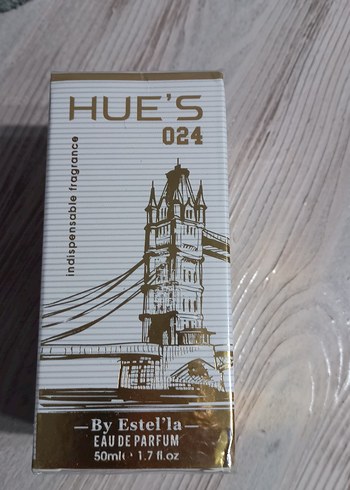 HUE'S
024
indispensable fragrance
—By Estel'la—
EAU DE PARFUM
50ml℮ 1.7 fl.oz